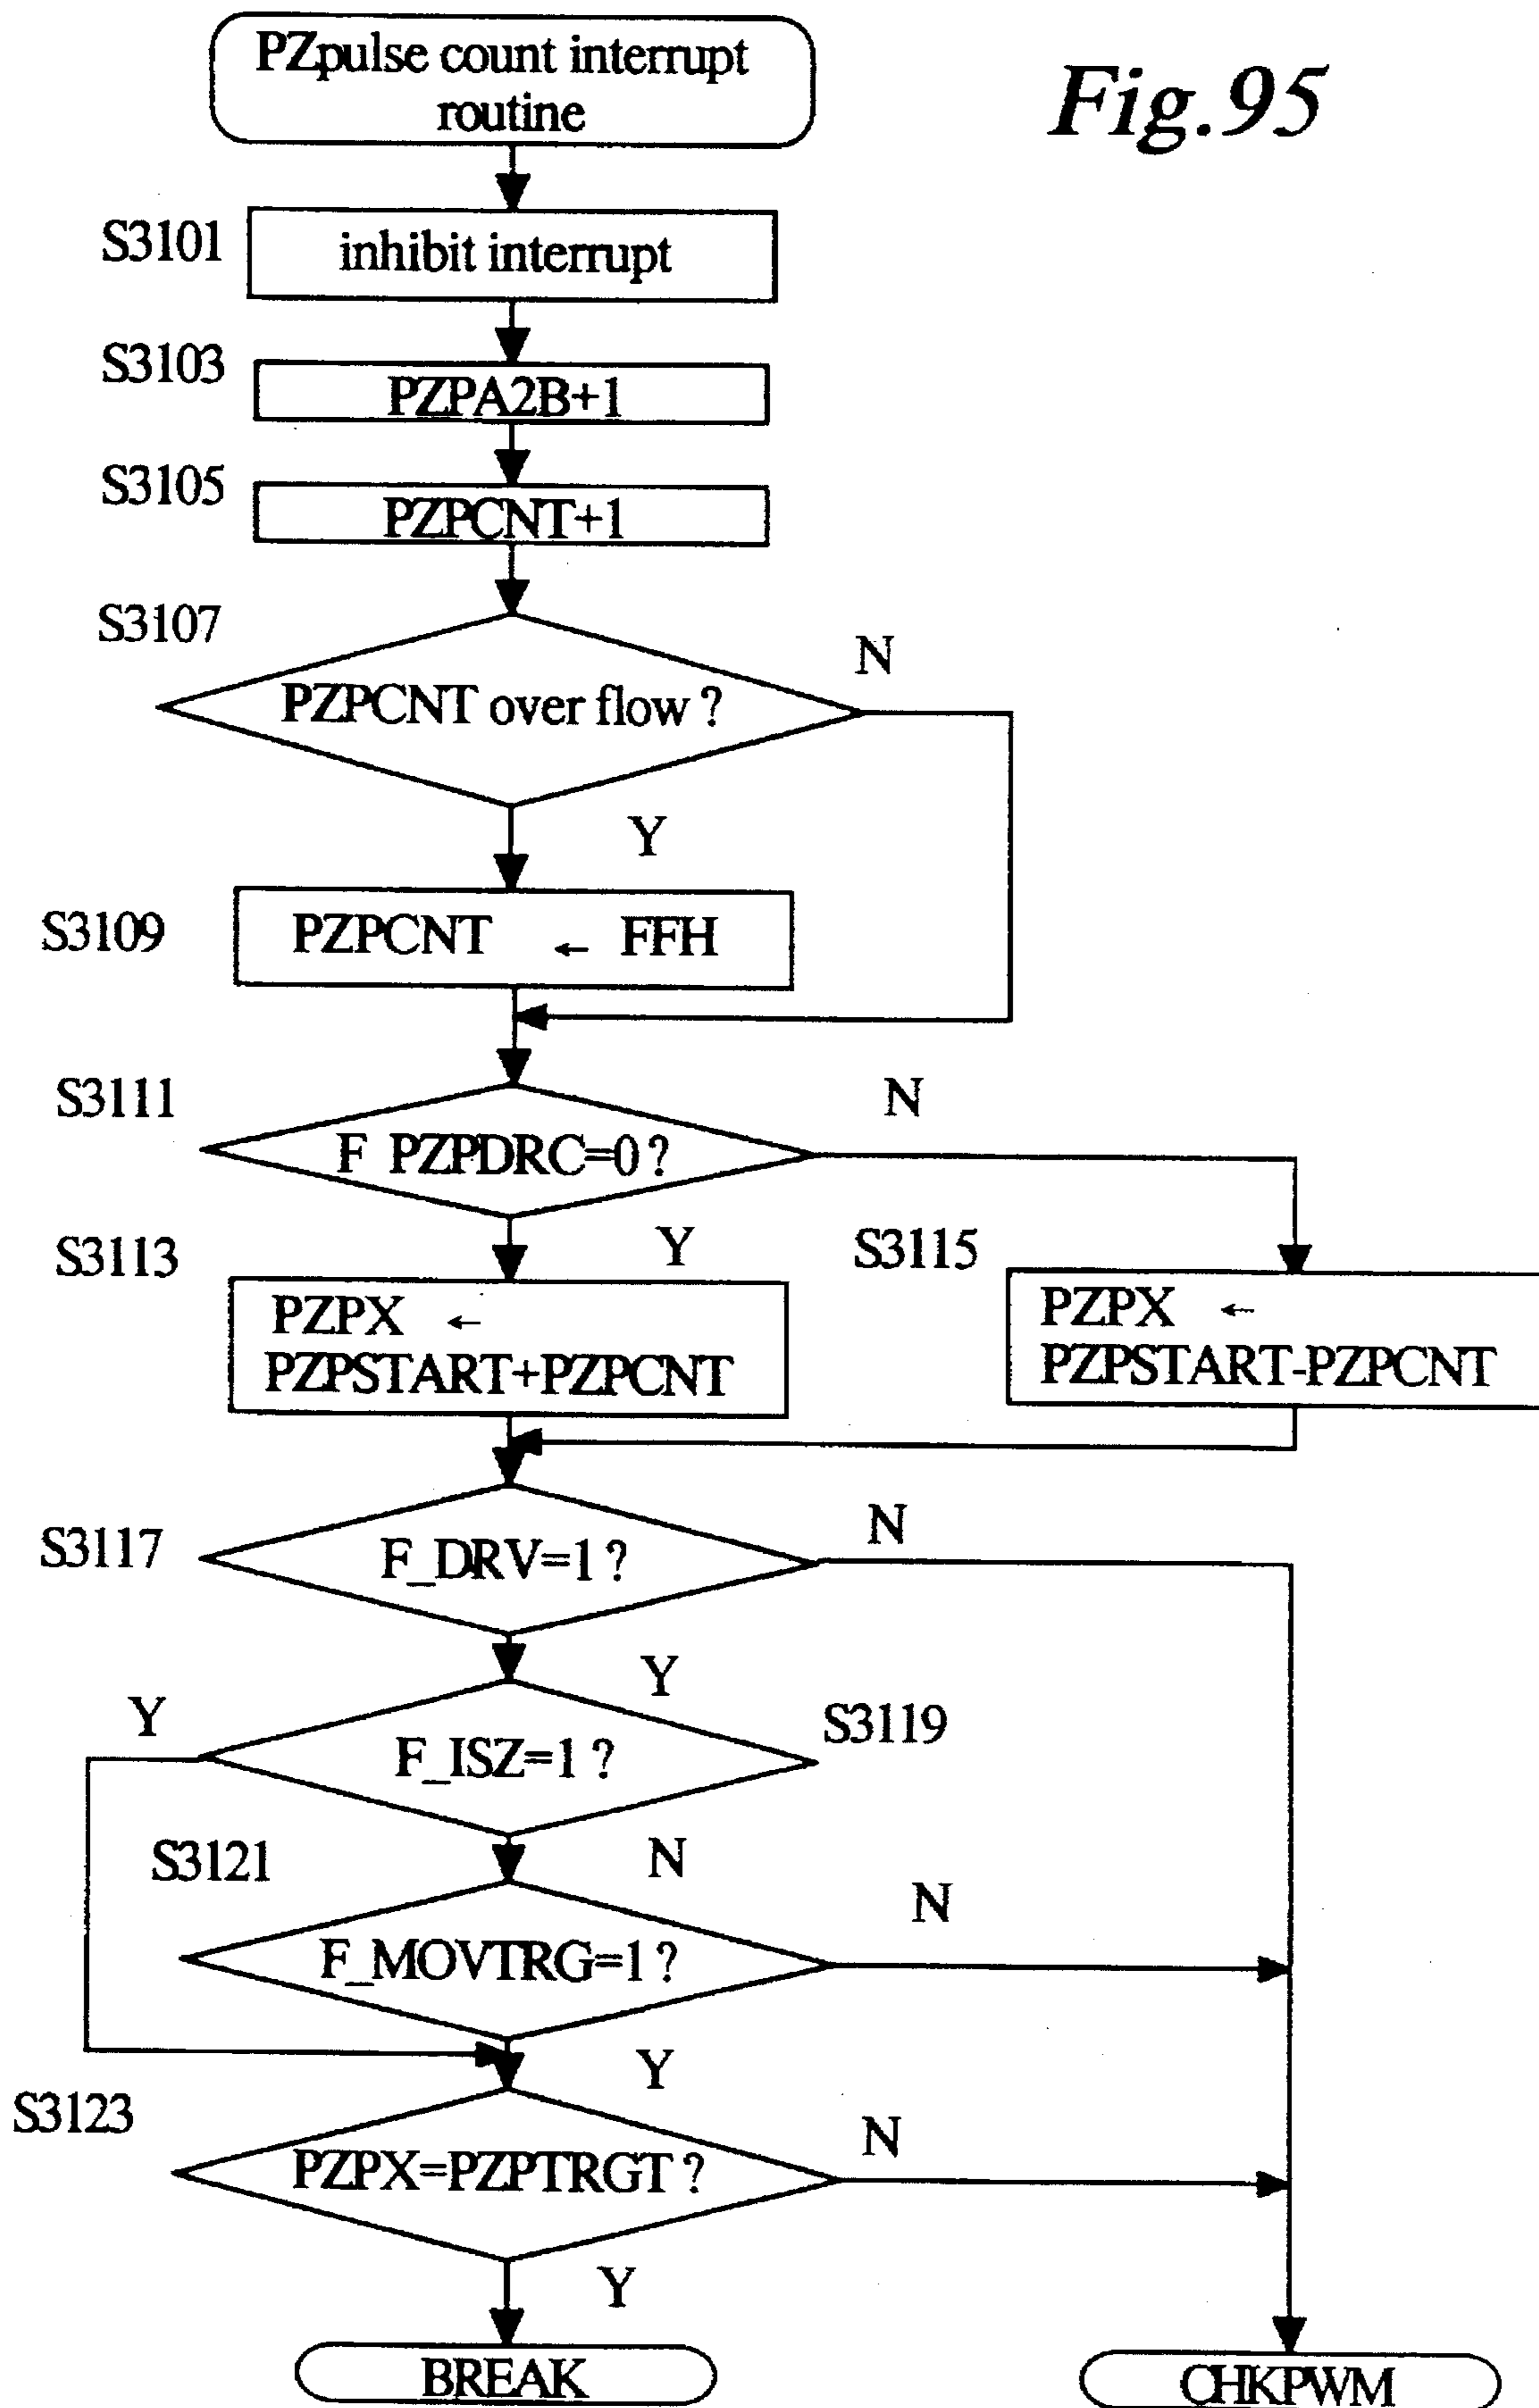 Fig.95
PZpulse count interrupt
routine
S3101
inhibit interrupt
S3103
PZPA2B+1
S3105
PZPCNT+1
S3107
PZPCNT over flow ?
N
Y
S3109
PZPCNT ← FFH
S3111
F PZPDRC=0 ?
N
Y
S3113
PZPX ←
PZPSTART+PZPCNT
S3115
PZPX ←
PZPSTART-PZPCNT
S3117
F_DRV=1 ?
N
Y
S3119
F_ISZ=1 ?
Y
N
S3121
F_MOVTRG=1 ?
N
Y
S3123
PZPX=PZPTRGT ?
N
Y
BREAK
CHKPWM